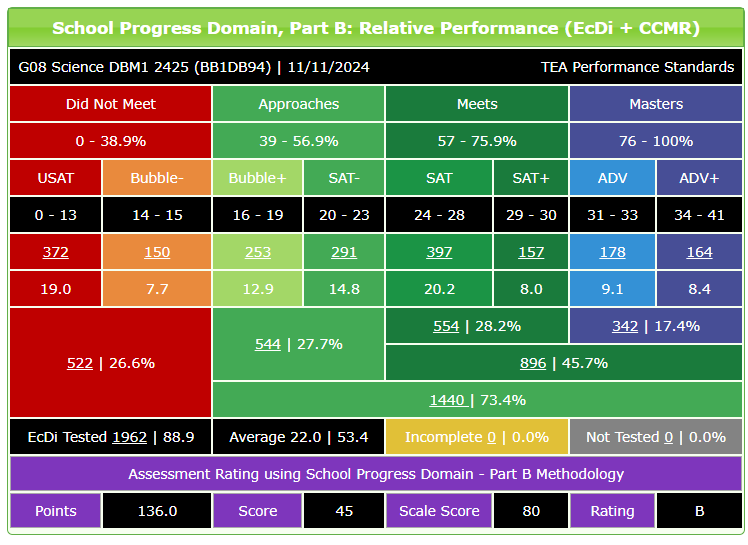 School Progress Domain, Part B: Relative Performance (EcDi + CCMR)
G08 Science DBM1 2425 (BB1DB94) | 11/11/2024 TEA Performance Standards
Did Not Meet Approaches Meets Masters
0 - 38.9% 39 - 56.9% 57 - 75.9% 76 - 100%
USAT Bubble- Bubble+ SAT- SAT SAT+ ADV ADV+
0 - 13 14 - 15 16 - 19 20 - 23 24 - 28 29 - 30 31 - 33 34 - 41
372 150 253 291 397 157 178 164
19.0 7.7 12.9 14.8 20.2 8.0 9.1 8.4
554 | 28.2% 342 | 17.4%
544 | 27.7%
522 | 26.6% 896 | 45.7%
1440 | 73.4%
EcDi Tested 1962 | 88.9 Average 22.0 | 53.4 Incomplete 0 | 0.0% Not Tested 0 | 0.0%
Assessment Rating using School Progress Domain - Part B Methodology
Points 136.0 Score 45 Scale Score 80 Rating B